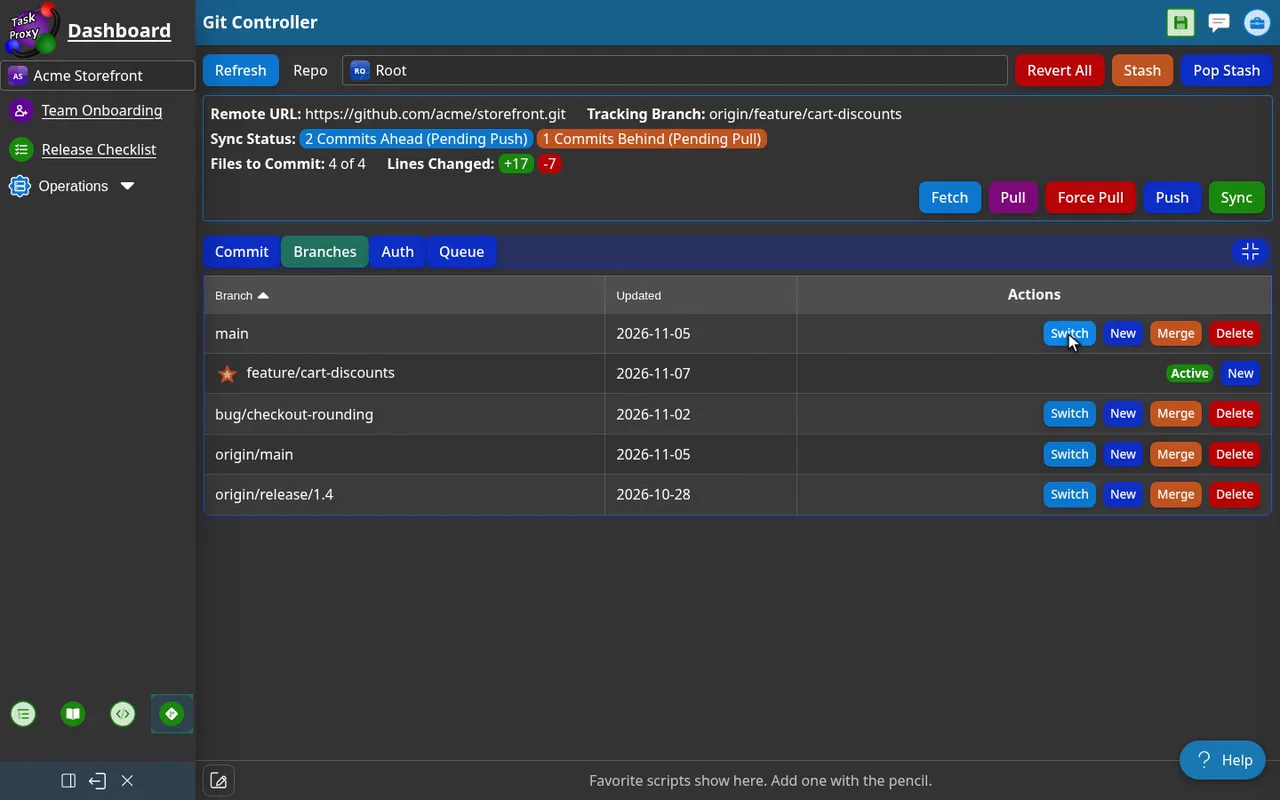 Task
Proxy
Dashboard
Git Controller
AS Acme Storefront
Team Onboarding
Release Checklist
Operations
Refresh Repo RO Root Revert All Stash Pop Stash
Remote URL: https://github.com/acme/storefront.git Tracking Branch: origin/feature/cart-discounts
Sync Status: 2 Commits Ahead (Pending Push) 1 Commits Behind (Pending Pull)
Files to Commit: 4 of 4 Lines Changed: +17 -7
Fetch Pull Force Pull Push Sync
Commit Branches Auth Queue
Branch Updated Actions
main 2026-11-05 Switch New Merge Delete
feature/cart-discounts 2026-11-07 Active New
bug/checkout-rounding 2026-11-02 Switch New Merge Delete
origin/main 2026-11-05 Switch New Merge Delete
origin/release/1.4 2026-10-28 Switch New Merge Delete
? Help
Favorite scripts show here. Add one with the pencil.